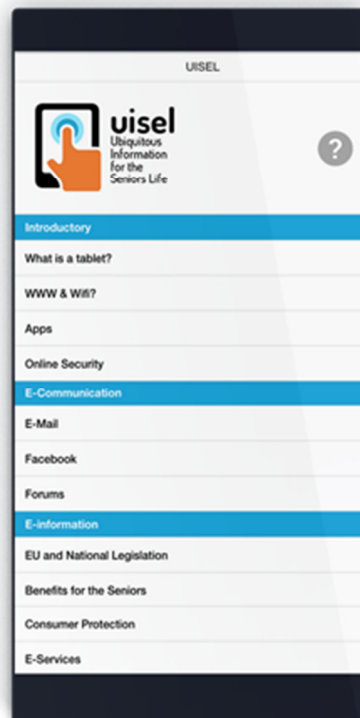 UISEL
uisel
Ubiquitous
Information
for the
Seniors Life
?
Introductory
What is a tablet?
WWW & Wifi?
Apps
Online Security
E-Communication
E-Mail
Facebook
Forums
E-information
EU and National Legislation
Benefits for the Seniors
Consumer Protection
E-Services